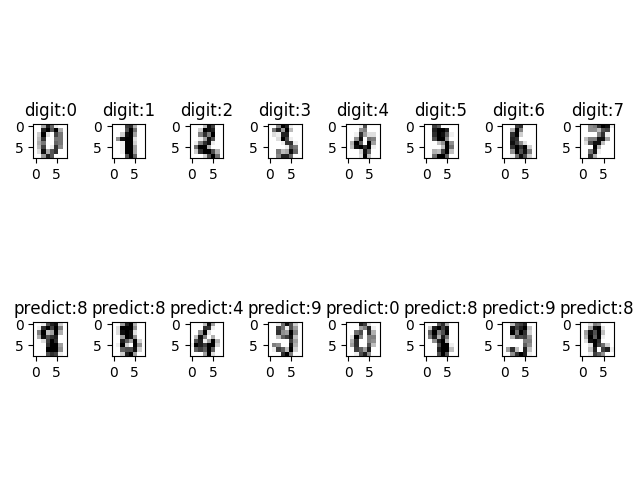 digit:0 digit:1 digit:2 digit:3 digit:4 digit:5 digit:6 digit:7
0 0 0 0 0 0 0 0
5 5 5 5 5 5 5 5
0 5 0 5 0 5 0 5 0 5 0 5 0 5 0 5
predict:8 predict:8 predict:4 predict:9 predict:0 predict:8 predict:9 predict:8
0 0 0 0 0 0 0 0
5 5 5 5 5 5 5 5
0 5 0 5 0 5 0 5 0 5 0 5 0 5 0 5